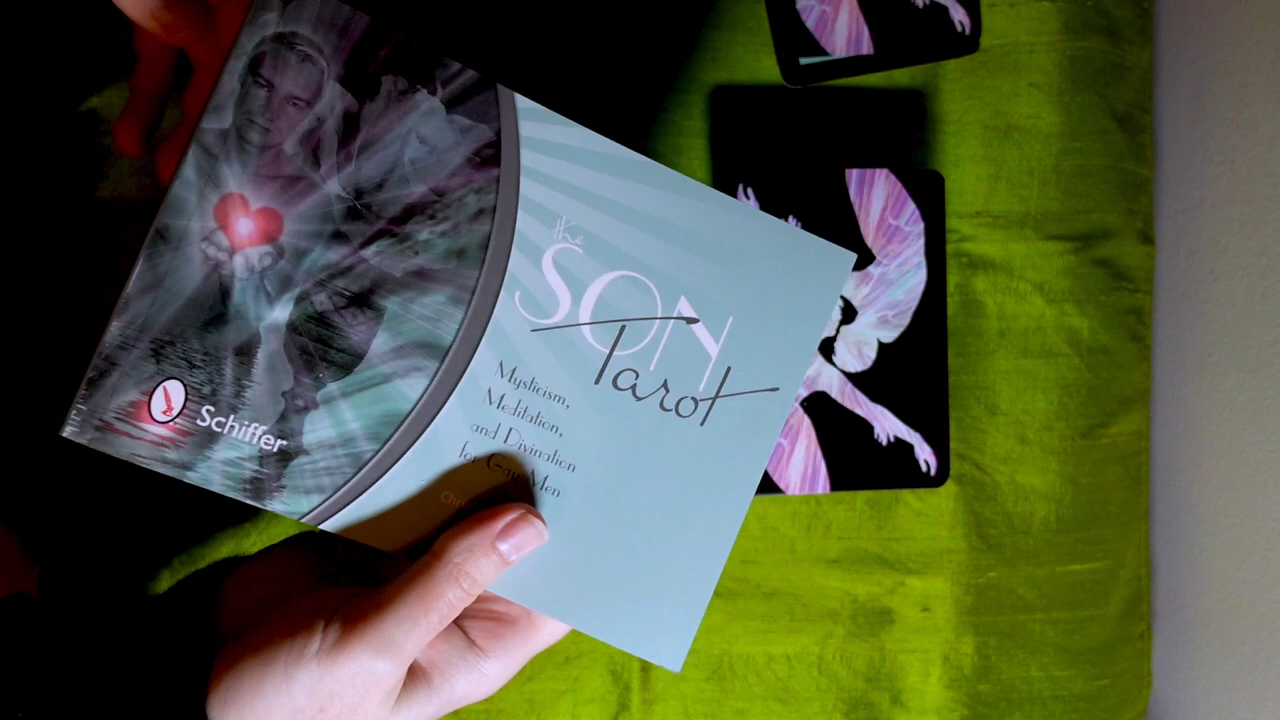 the
SON
Tarot
Mysticism,
Meditation,
and Divination
for Gay Men
Schiffer